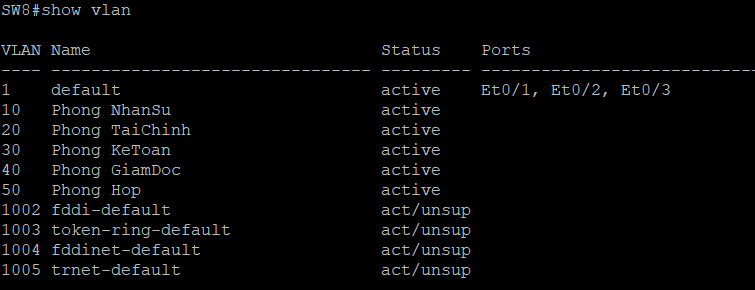 SW8#show vlan
VLAN Name                             Status    Ports
---- -------------------------------- --------- -----------------------------
1    default                          active    Et0/1, Et0/2, Et0/3
10   Phong NhanSu                     active
20   Phong TaiChinh                   active
30   Phong KeToan                     active
40   Phong GiamDoc                    active
50   Phong Hop                        active
1002 fddi-default                     act/unsup
1003 token-ring-default               act/unsup
1004 fddinet-default                  act/unsup
1005 trnet-default                    act/unsup